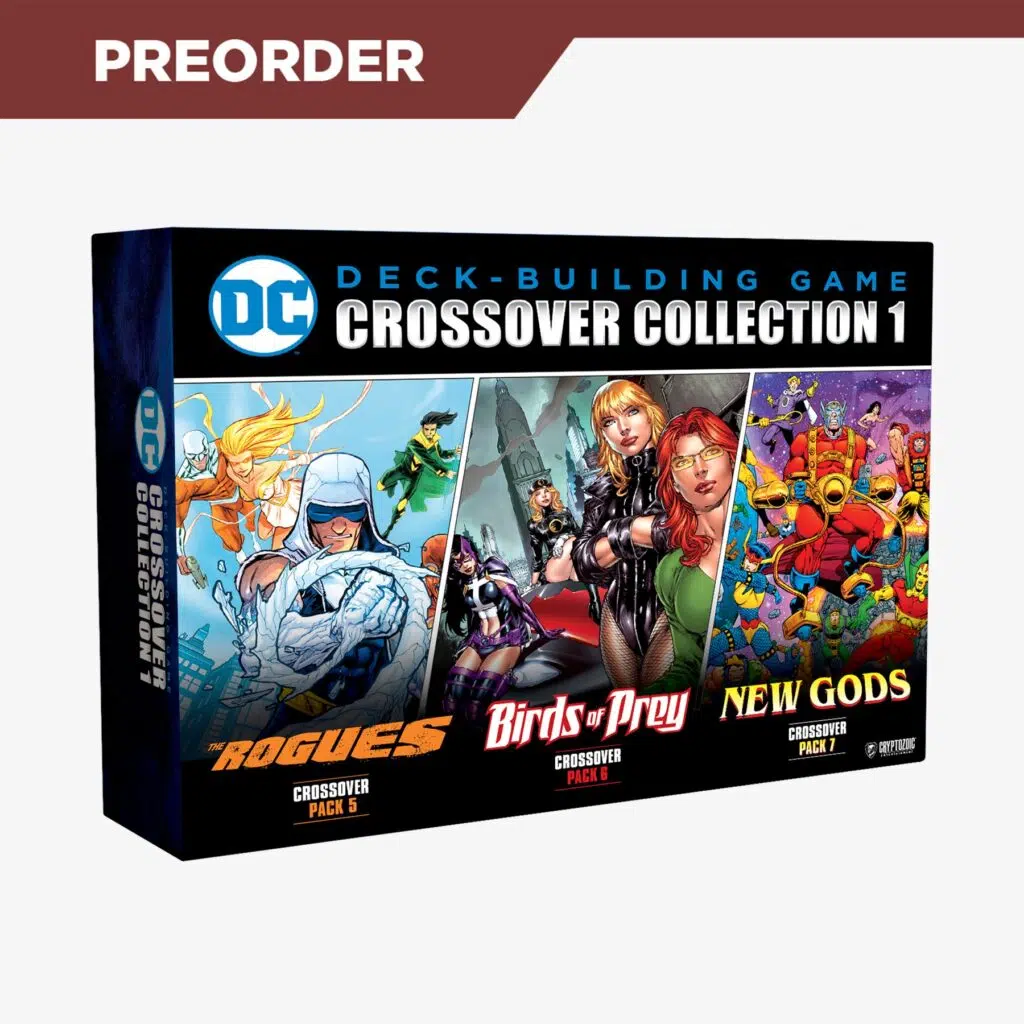 PREORDER
DC
DECK-BUILDING GAME
CROSSOVER COLLECTION 1
DC
CROSSOVER
COLLECTION 1
THE ROGUES
CROSSOVER
PACK 5
Birds of Prey
CROSSOVER
PACK 6
NEW GODS
CROSSOVER
PACK 7
CRYPTOZOIC
ENTERTAINMENT